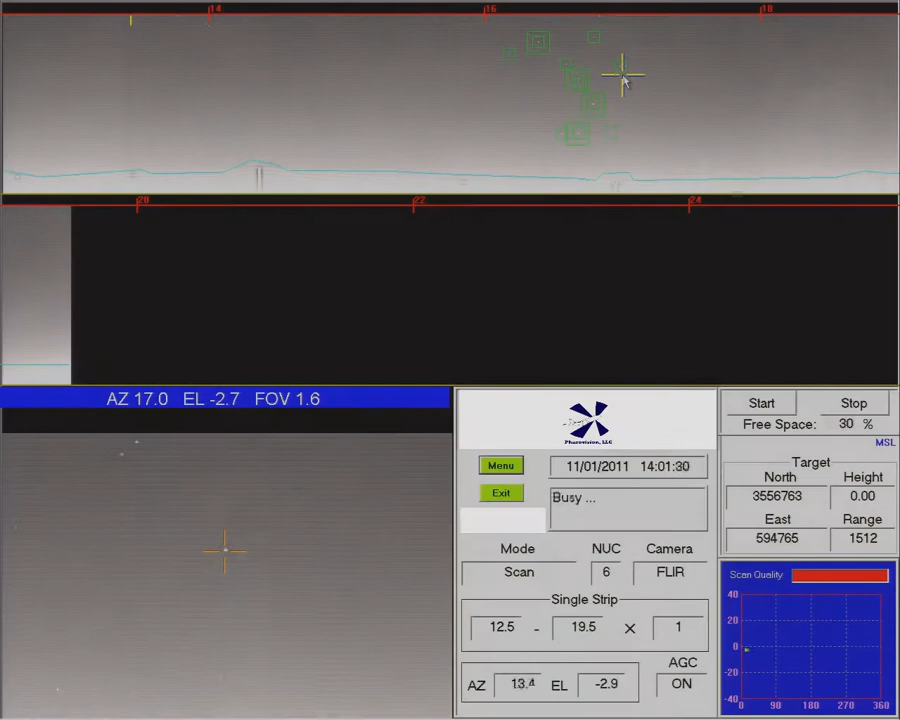 14 16 18
20 22 24
AZ 17.0 EL -2.7 FOV 1.6
Pharovision, LLC
Menu
11/01/2011 14:01:30
Exit
Busy ...
Mode NUC Camera
Scan 6 FLIR
Single Strip
12.5 - 19.5 X 1
AGC
AZ 13.4 EL -2.9 ON
Start Stop
Free Space: 30 %
MSL
Target
North Height
3556763 0.00
East Range
594765 1512
Scan Quality
40
20
0
-20
-40
0 90 180 270 360